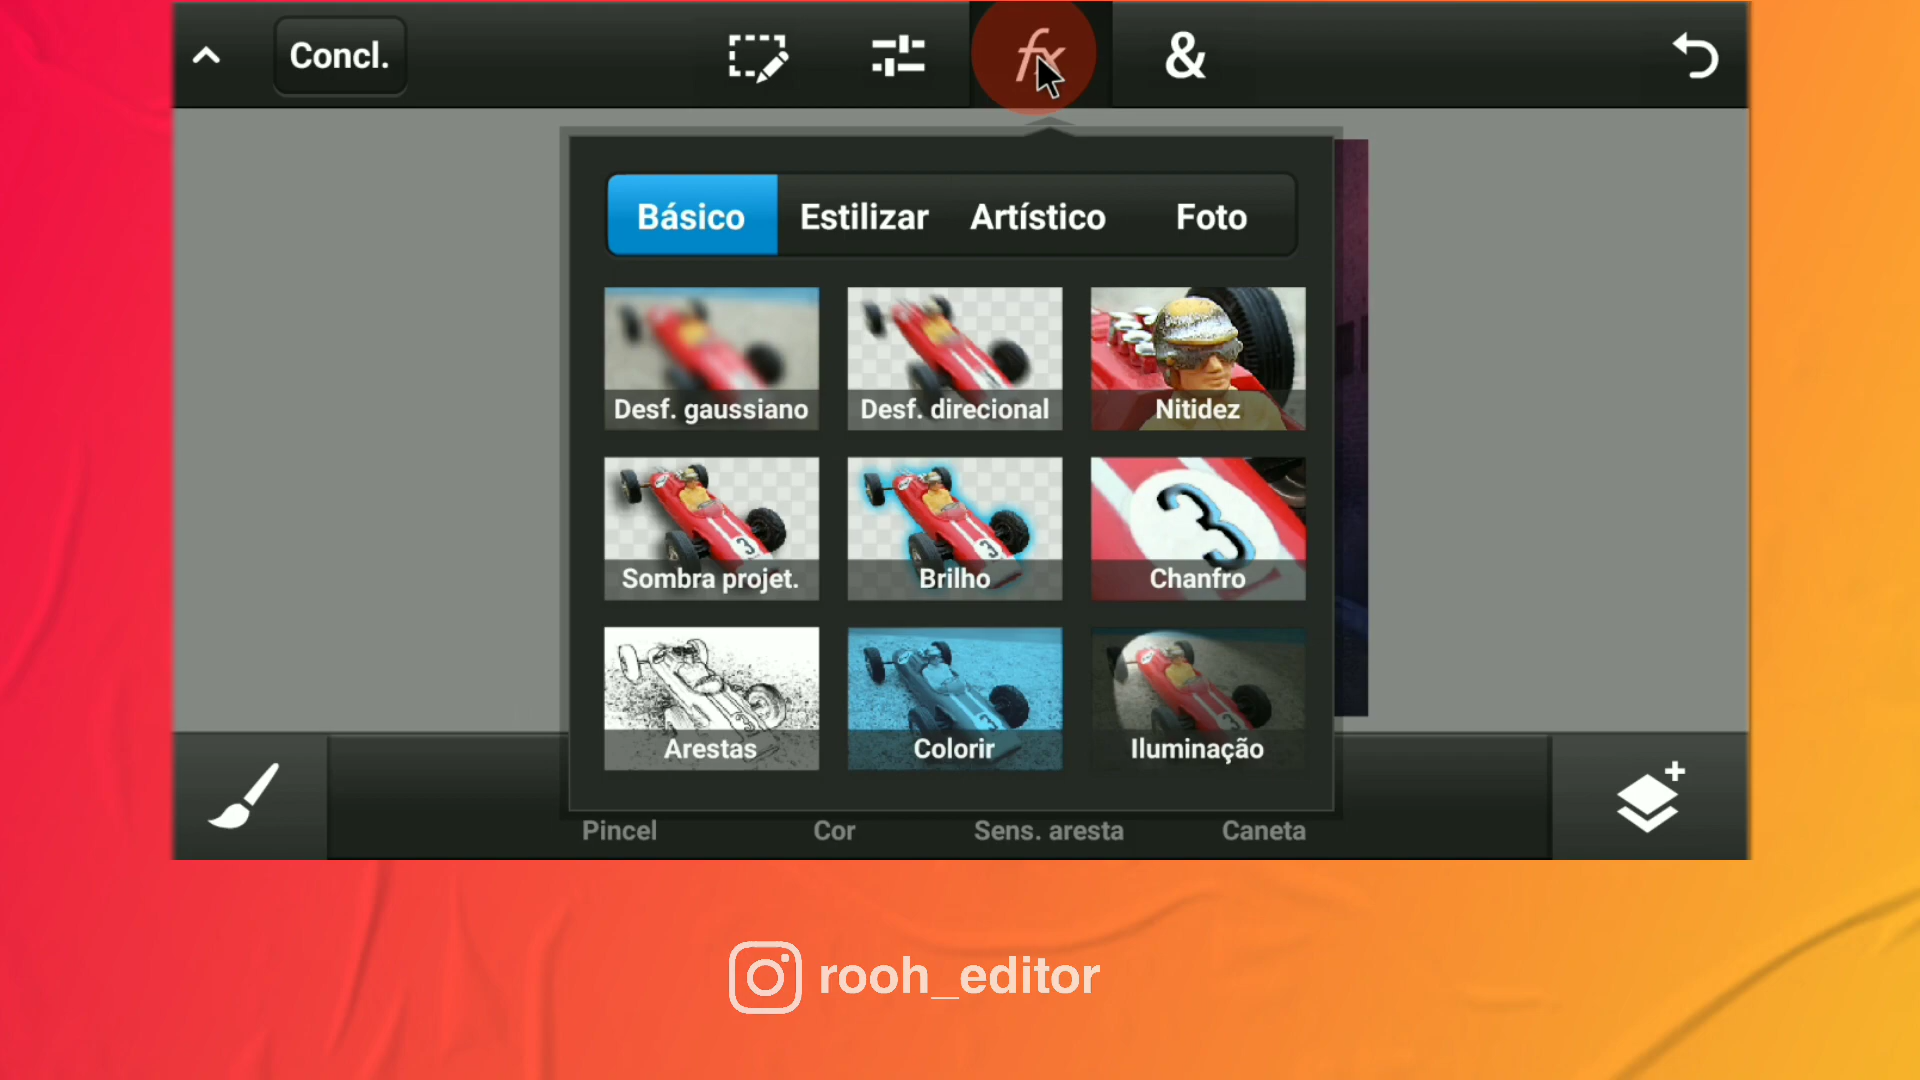 Concl.
fx
&
Básico Estilizar Artístico Foto
Desf. gaussiano Desf. direcional Nitidez
Sombra projet. Brilho Chanfro
Arestas Colorir Iluminação
Pincel Cor Sens. aresta Caneta
rooh_editor